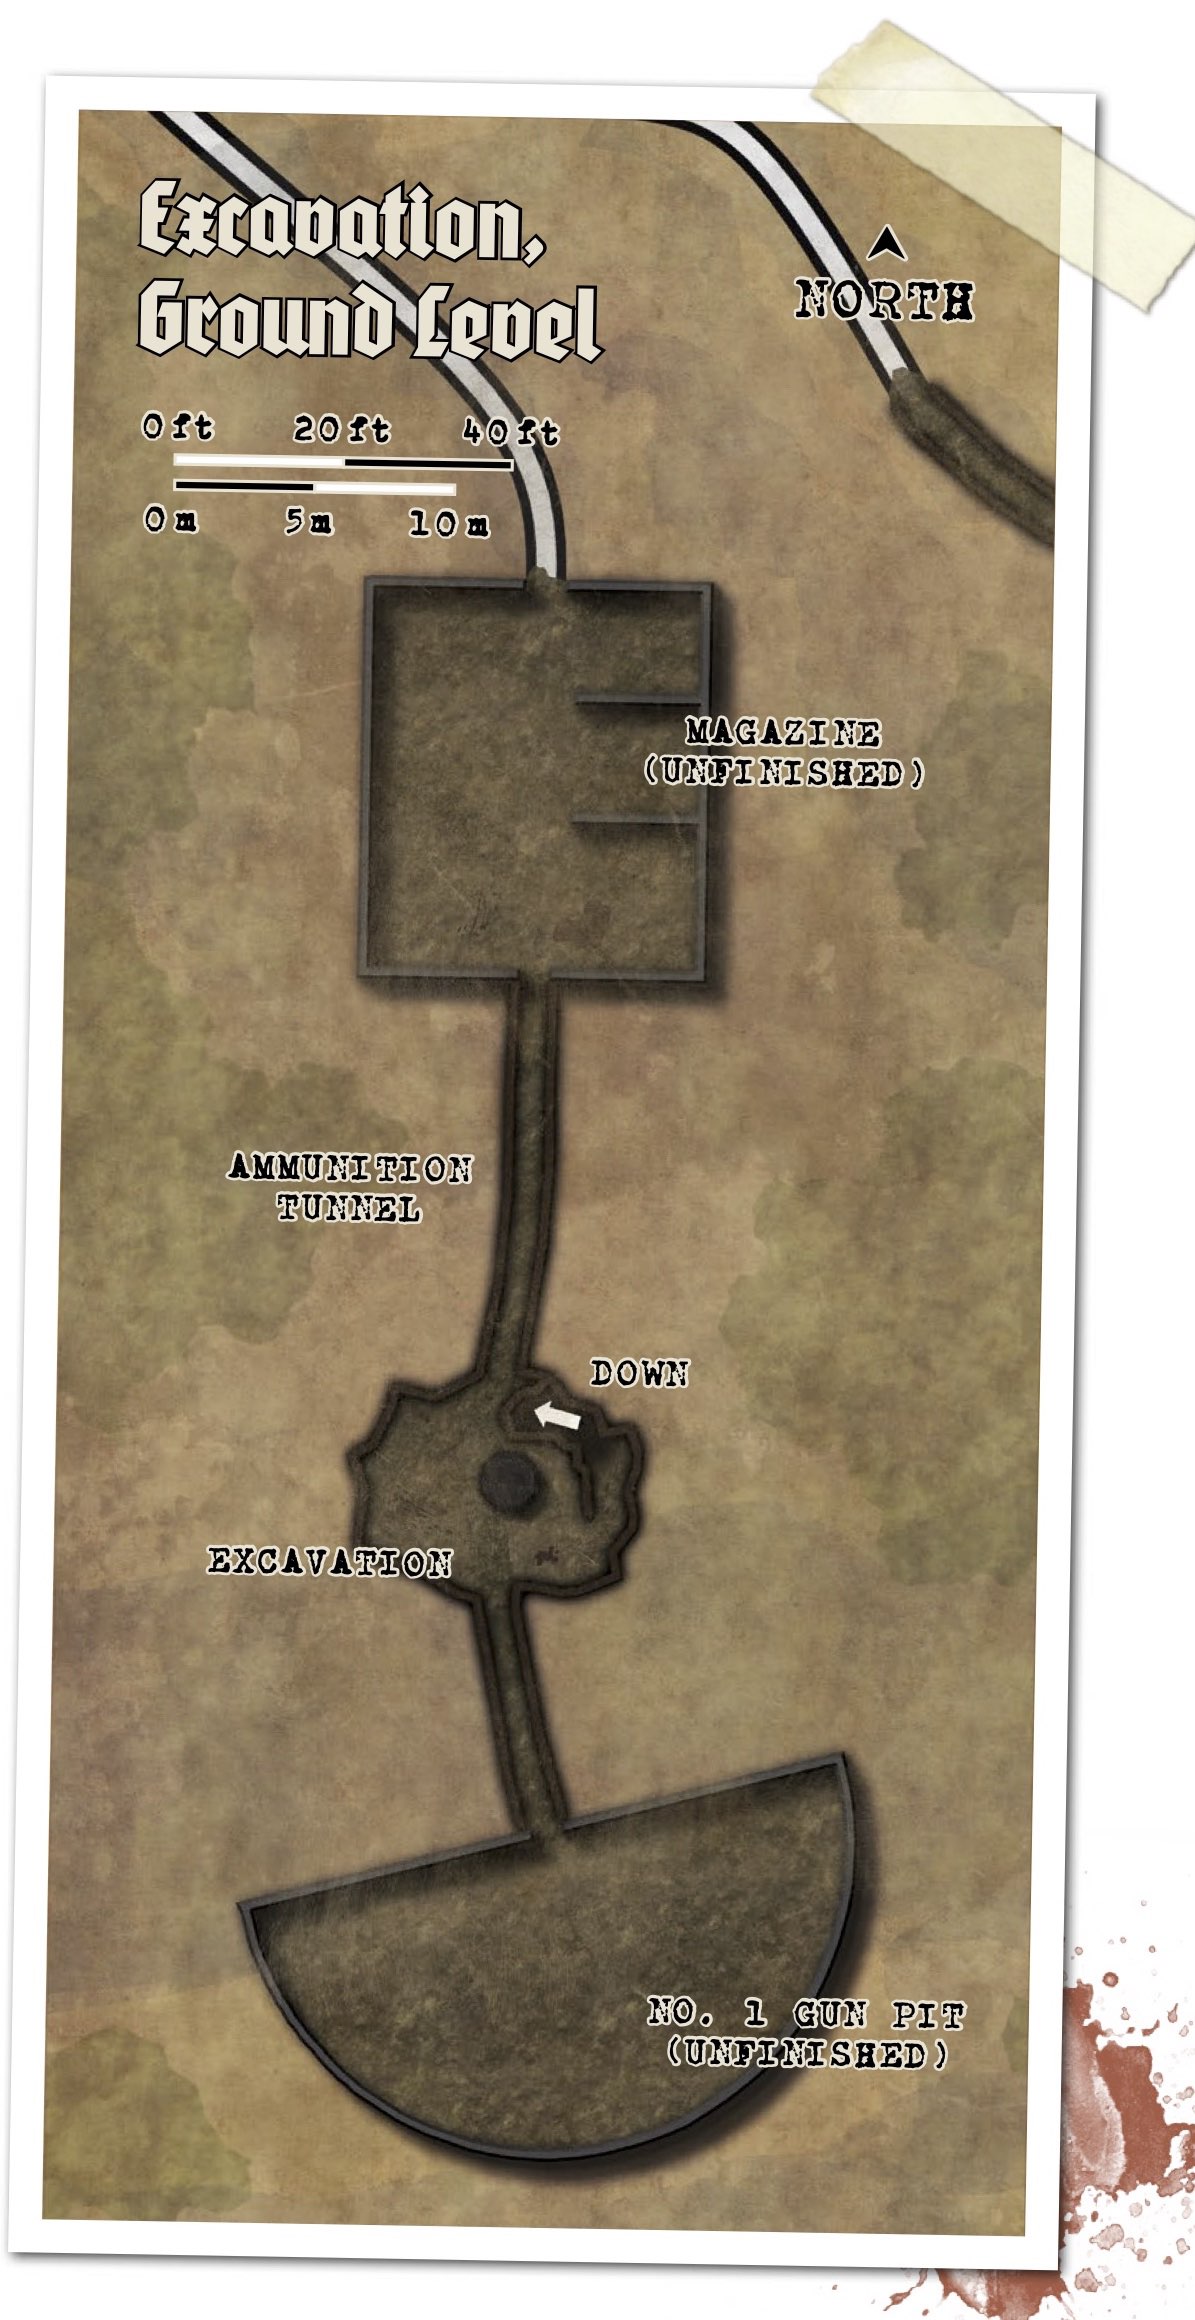 Excavation,
Ground Level
NORTH
0ft 20ft 40ft
0m 5m 10m
MAGAZINE
(UNFINISHED)
AMMUNITION
TUNNEL
DOWN
EXCAVATION
NO. 1 GUN PIT
(UNFINISHED)